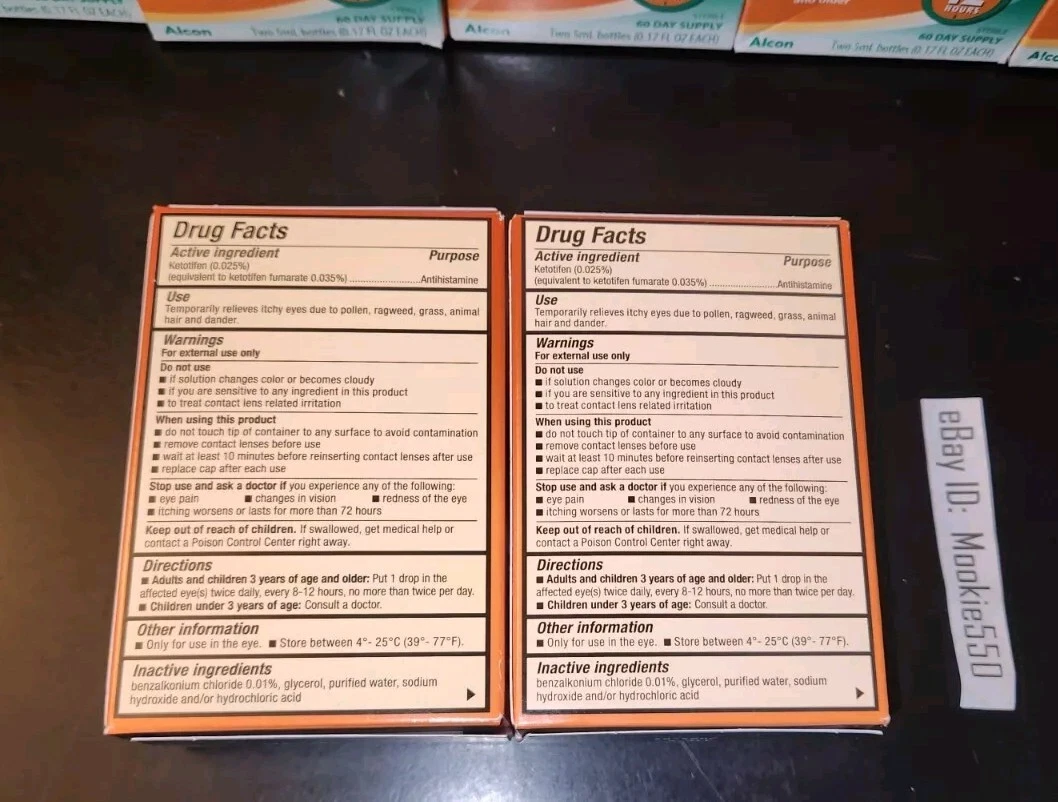 bottles (0.17 FL OZ EACH)
60 DAY SUPPLY
Alcon
Two 5mL bottles (0.17 FL OZ EACH)
60 DAY SUPPLY
Alcon
Two 5mL bottles (0.17 FL OZ EACH)
and older
HOURS
STERILE
60 DAY SUPPLY
Alcon
Two 5mL bottles (0.17 FL OZ EACH)
Drug Facts
Active ingredient Purpose
Ketotifen (0.025%)
(equivalent to ketotifen fumarate 0.035%) ......................Antihistamine
Use
Temporarily relieves itchy eyes due to pollen, ragweed, grass, animal
hair and dander.
Warnings
For external use only
Do not use
■ if solution changes color or becomes cloudy
■ if you are sensitive to any ingredient in this product
■ to treat contact lens related irritation
When using this product
■ do not touch tip of container to any surface to avoid contamination
■ remove contact lenses before use
■ wait at least 10 minutes before reinserting contact lenses after use
■ replace cap after each use
Stop use and ask a doctor if you experience any of the following:
■ eye pain ■ changes in vision ■ redness of the eye
■ itching worsens or lasts for more than 72 hours
Keep out of reach of children. If swallowed, get medical help or
contact a Poison Control Center right away.
Directions
■ Adults and children 3 years of age and older: Put 1 drop in the
affected eye(s) twice daily, every 8-12 hours, no more than twice per day.
■ Children under 3 years of age: Consult a doctor.
Other information
■ Only for use in the eye. ■ Store between 4°- 25°C (39°- 77°F).
Inactive ingredients
benzalkonium chloride 0.01%, glycerol, purified water, sodium
hydroxide and/or hydrochloric acid
Drug Facts
Active ingredient Purpose
Ketotifen (0.025%)
(equivalent to ketotifen fumarate 0.035%) ......................Antihistamine
Use
Temporarily relieves itchy eyes due to pollen, ragweed, grass, animal
hair and dander.
Warnings
For external use only
Do not use
■ if solution changes color or becomes cloudy
■ if you are sensitive to any ingredient in this product
■ to treat contact lens related irritation
When using this product
■ do not touch tip of container to any surface to avoid contamination
■ remove contact lenses before use
■ wait at least 10 minutes before reinserting contact lenses after use
■ replace cap after each use
Stop use and ask a doctor if you experience any of the following:
■ eye pain ■ changes in vision ■ redness of the eye
■ itching worsens or lasts for more than 72 hours
Keep out of reach of children. If swallowed, get medical help or
contact a Poison Control Center right away.
Directions
■ Adults and children 3 years of age and older: Put 1 drop in the
affected eye(s) twice daily, every 8-12 hours, no more than twice per day.
■ Children under 3 years of age: Consult a doctor.
Other information
■ Only for use in the eye. ■ Store between 4°- 25°C (39°- 77°F).
Inactive ingredients
benzalkonium chloride 0.01%, glycerol, purified water, sodium
hydroxide and/or hydrochloric acid
eBay ID: Mookie550